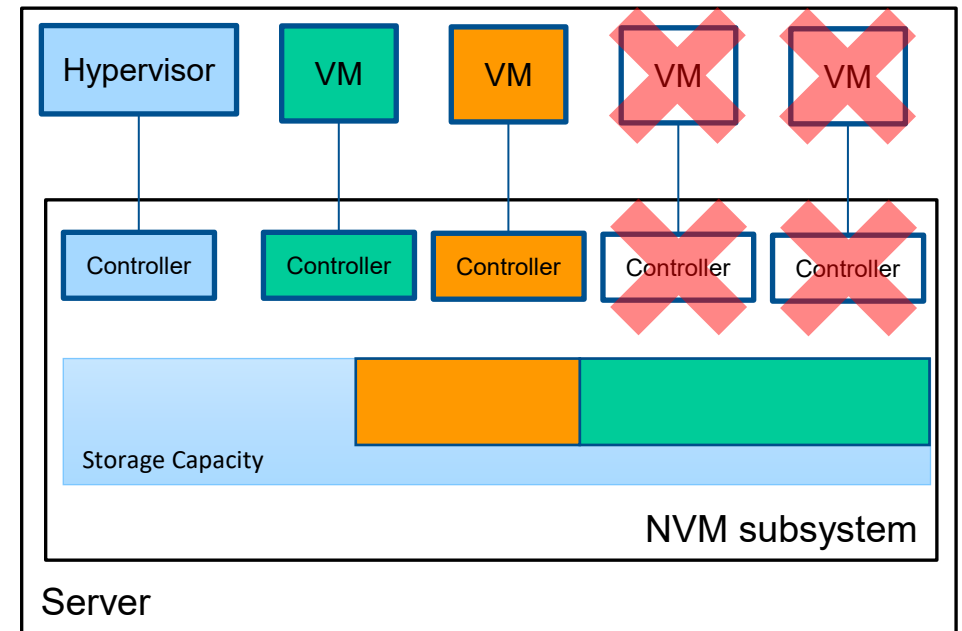 Hypervisor
VM
VM
VM
VM
Controller
Controller
Controller
Controller
Controller
Storage Capacity
NVM subsystem
Server